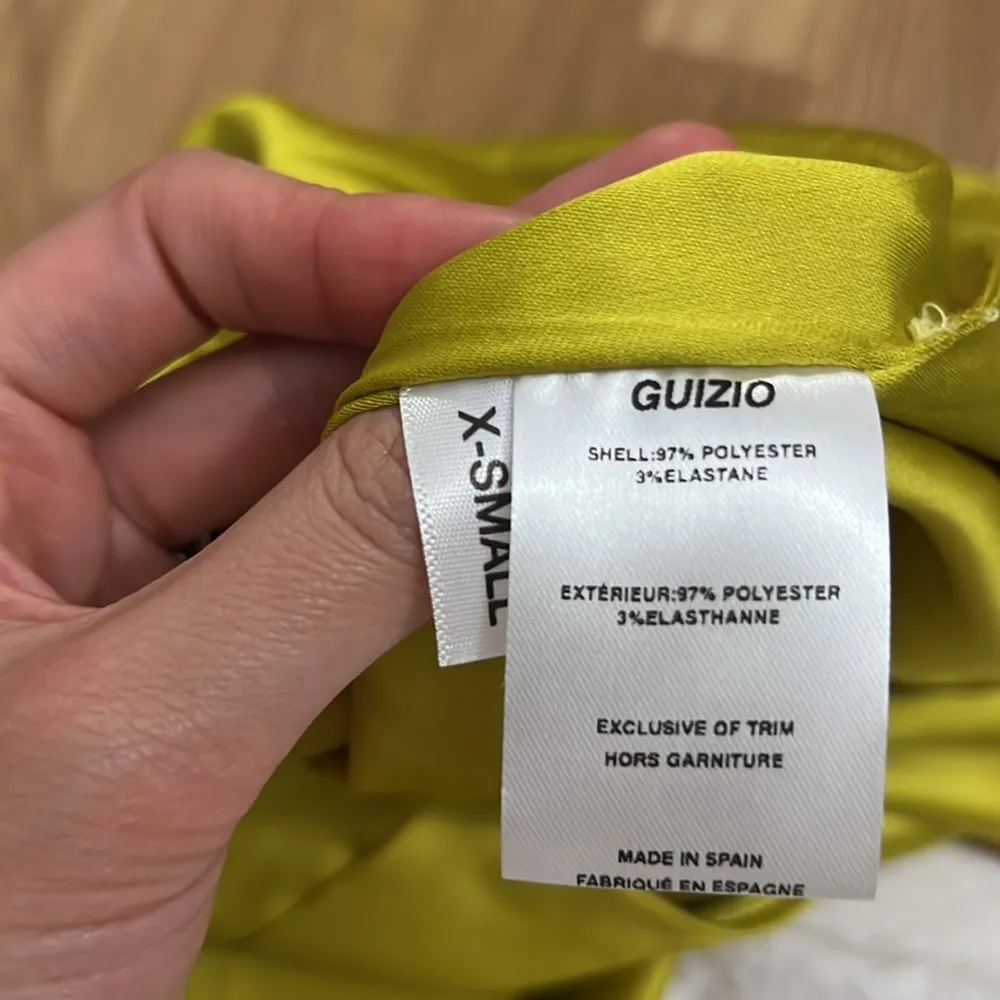 X-SMALL
GUIZIO
SHELL:97% POLYESTER
3%ELASTANE
EXTÉRIEUR:97% POLYESTER
3%ELASTHANNE
EXCLUSIVE OF TRIM
HORS GARNITURE
MADE IN SPAIN
FABRIQUÉ EN ESPAGNE